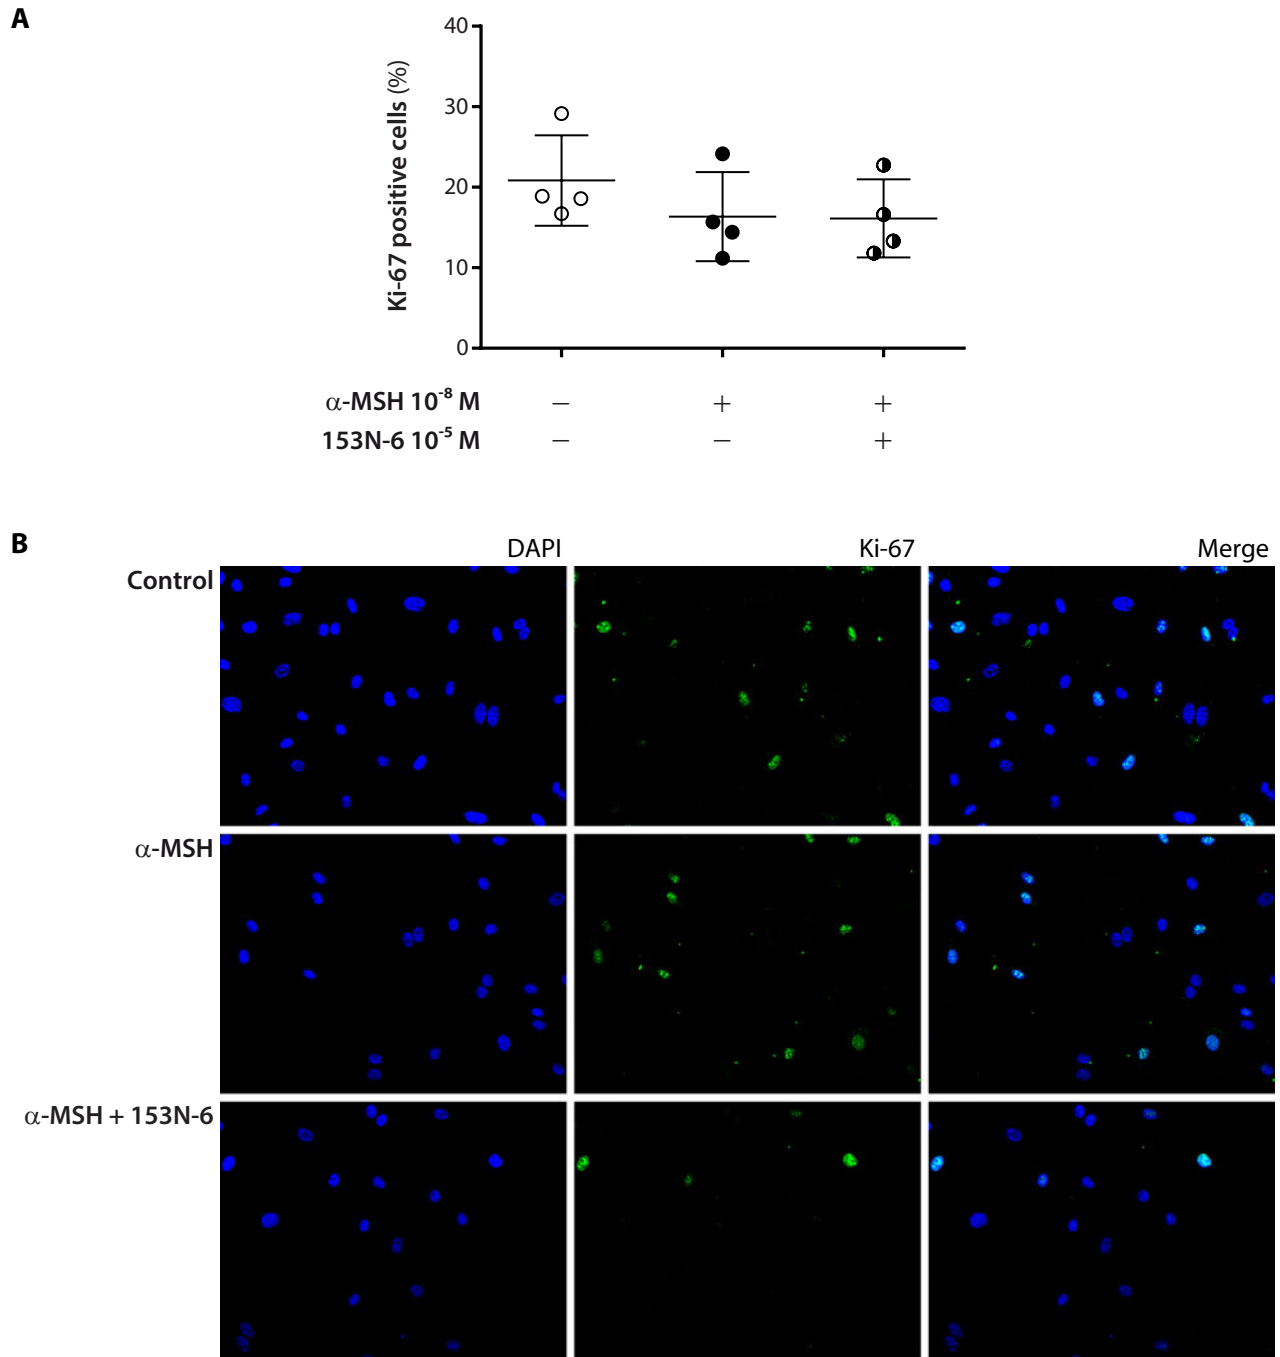 A
Ki-67 positive cells (%)
40
30
20
10
0
α-MSH 10⁻⁸ M − + +
153N-6 10⁻⁵ M − − +
B
DAPI Ki-67 Merge
Control
α-MSH
α-MSH + 153N-6